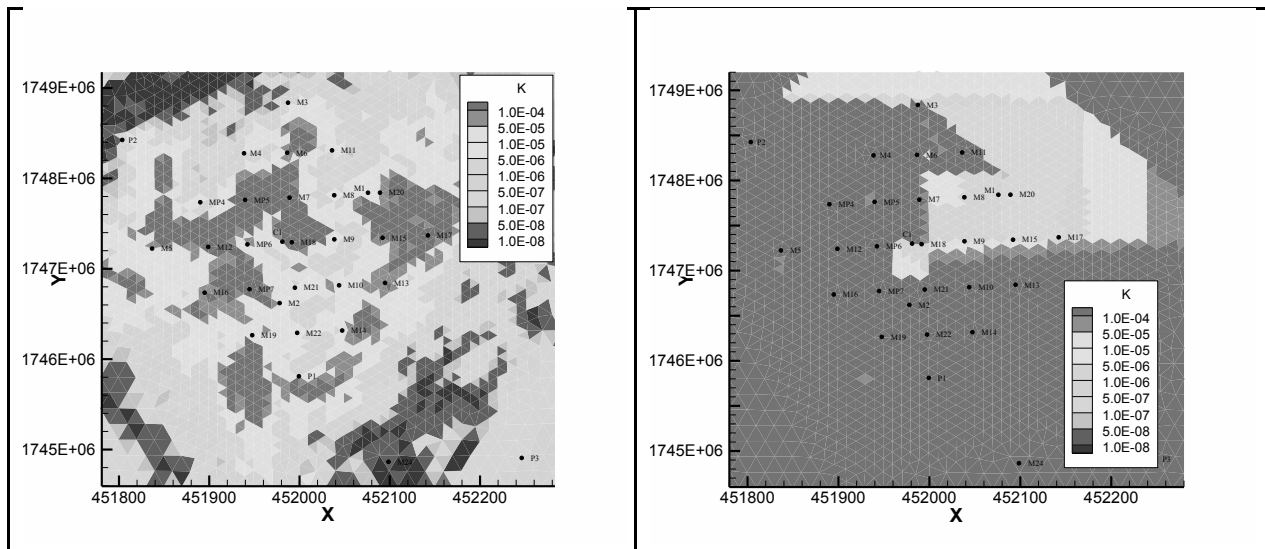 K
1.0E-04
5.0E-05
1.0E-05
5.0E-06
1.0E-06
5.0E-07
1.0E-07
5.0E-08
1.0E-08
1749E+06
1748E+06
1747E+06
1746E+06
1745E+06
Y
M3
P2
M4
M6
M11
M1
M20
MP4
MP5
M7
M8
C1
M5
M12
MP6
M18
M9
M15
M17
M16
MP7
M21
M10
M13
M2
M19
M22
M14
P1
M24
P3
451800 451900 452000 452100 452200
X
1749E+06
1748E+06
1747E+06
1746E+06
1745E+06
Y
M3
P2
M4
M6
M11
M1
M20
MP4
MP5
M7
M8
C1
M5
M12
MP6
M18
M9
M15
M17
M16
MP7
M21
M10
M13
M2
M19
M22
M14
P1
M24
P3
K
1.0E-04
5.0E-05
1.0E-05
5.0E-06
1.0E-06
5.0E-07
1.0E-07
5.0E-08
1.0E-08
451800 451900 452000 452100 452200
X